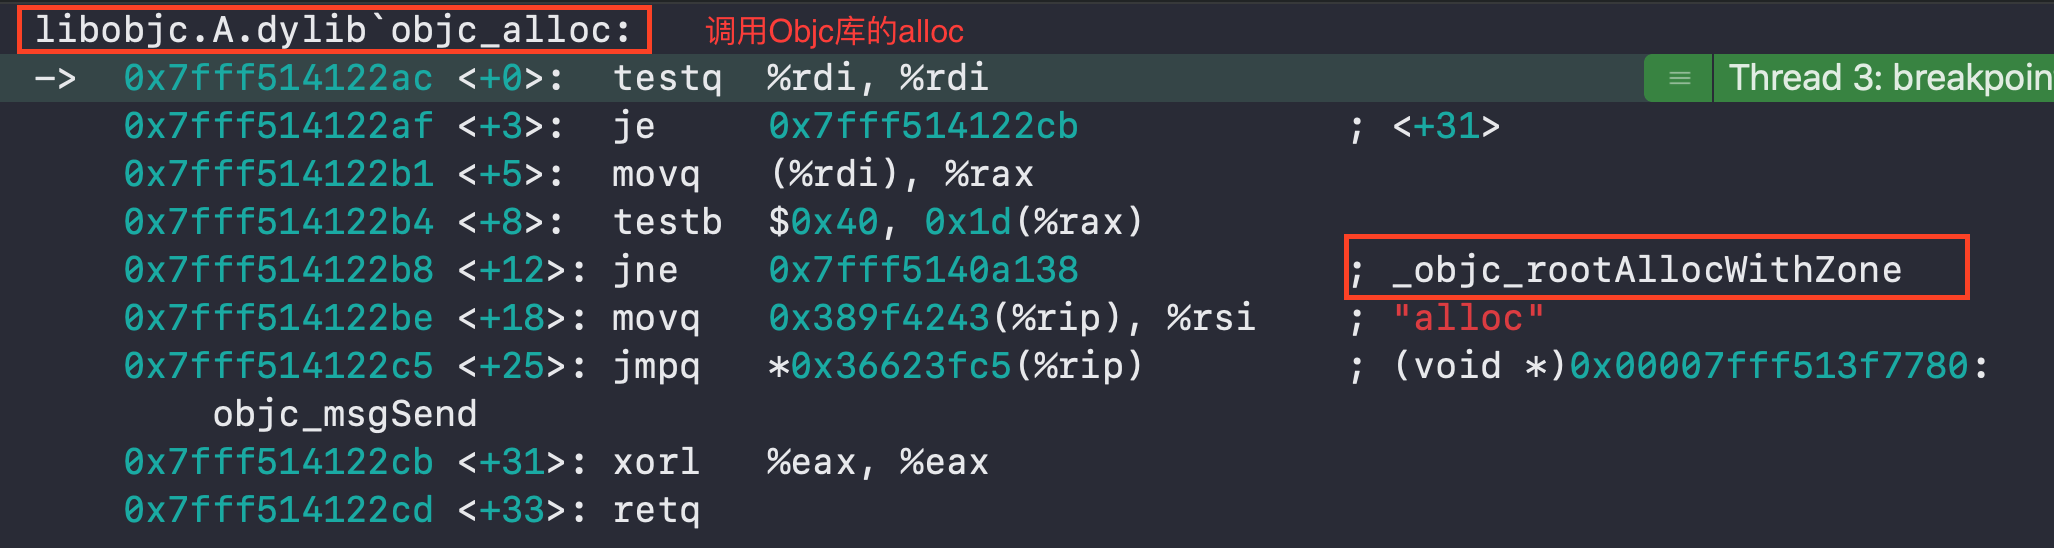 libobjc.A.dylib`objc_alloc: 调用Objc库的alloc
-> 0x7fff514122ac <+0>: testq %rdi, %rdi Thread 3: breakpoin
0x7fff514122af <+3>: je 0x7fff514122cb ; <+31>
0x7fff514122b1 <+5>: movq (%rdi), %rax
0x7fff514122b4 <+8>: testb $0x40, 0x1d(%rax)
0x7fff514122b8 <+12>: jne 0x7fff5140a138 ; _objc_rootAllocWithZone
0x7fff514122be <+18>: movq 0x389f4243(%rip), %rsi ; "alloc"
0x7fff514122c5 <+25>: jmpq *0x36623fc5(%rip) ; (void *)0x00007fff513f7780:
objc_msgSend
0x7fff514122cb <+31>: xorl %eax, %eax
0x7fff514122cd <+33>: retq